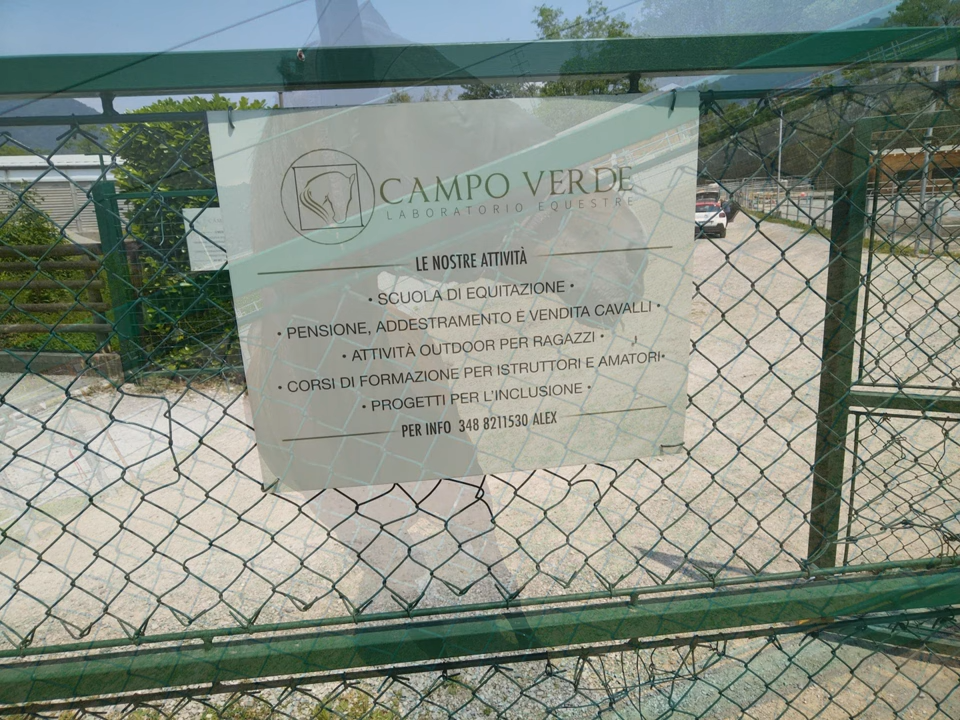 CAMPO VERDE
LABORATORIO EQUESTRE
LE NOSTRE ATTIVITÀ
• SCUOLA DI EQUITAZIONE •
• PENSIONE, ADDESTRAMENTO E VENDITA CAVALLI •
• ATTIVITÀ OUTDOOR PER RAGAZZI •
• CORSI DI FORMAZIONE PER ISTRUTTORI E AMATORI•
• PROGETTI PER L'INCLUSIONE •
PER INFO 348 8211530 ALEX